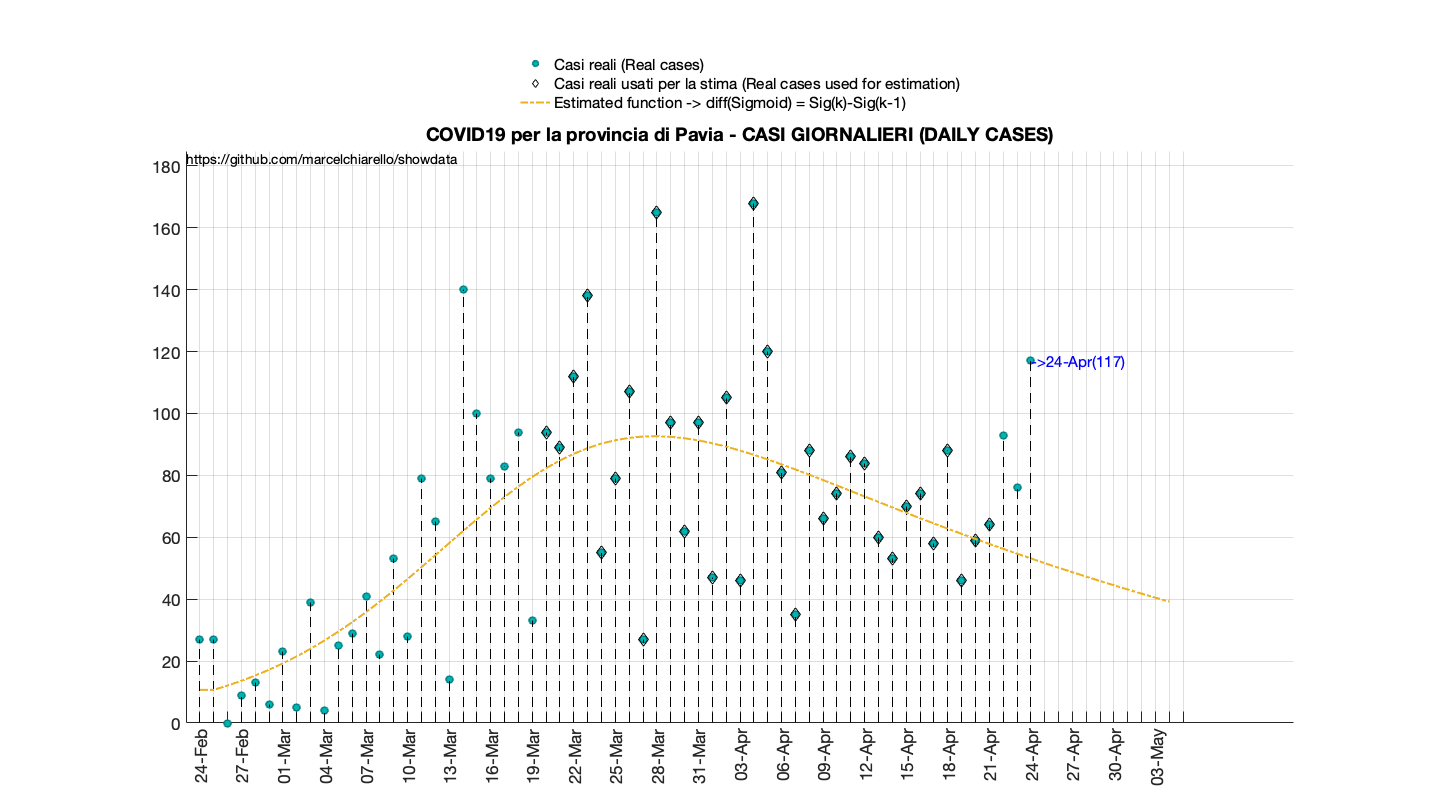 Casi reali (Real cases)
Casi reali usati per la stima (Real cases used for estimation)
Estimated function -> diff(Sigmoid) = Sig(k)-Sig(k-1)
COVID19 per la provincia di Pavia - CASI GIORNALIERI (DAILY CASES)
https://github.com/marcelchiarello/showdata
180
160
140
120
100
80
60
40
20
0
->24-Apr(117)
24-Feb
27-Feb
01-Mar
04-Mar
07-Mar
10-Mar
13-Mar
16-Mar
19-Mar
22-Mar
25-Mar
28-Mar
31-Mar
03-Apr
06-Apr
09-Apr
12-Apr
15-Apr
18-Apr
21-Apr
24-Apr
27-Apr
30-Apr
03-May